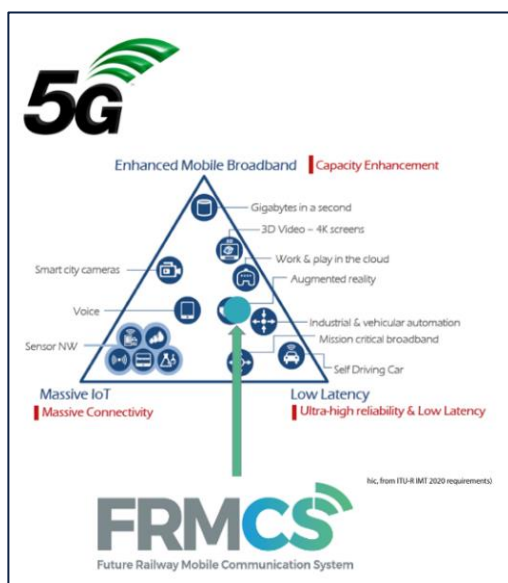 5G
Enhanced Mobile Broadband
Capacity Enhancement
Gigabytes in a second
3D Video – 4K screens
Smart city cameras
Work & play in the cloud
Augmented reality
Voice
Industrial & vehicular automation
Mission critical broadband
Sensor NW
Self Driving Car
Massive IoT
Low Latency
Massive Connectivity
Ultra-high reliability & Low Latency
hic, from ITU-R IMT 2020 requirements)
FRMCS
Future Railway Mobile Communication System